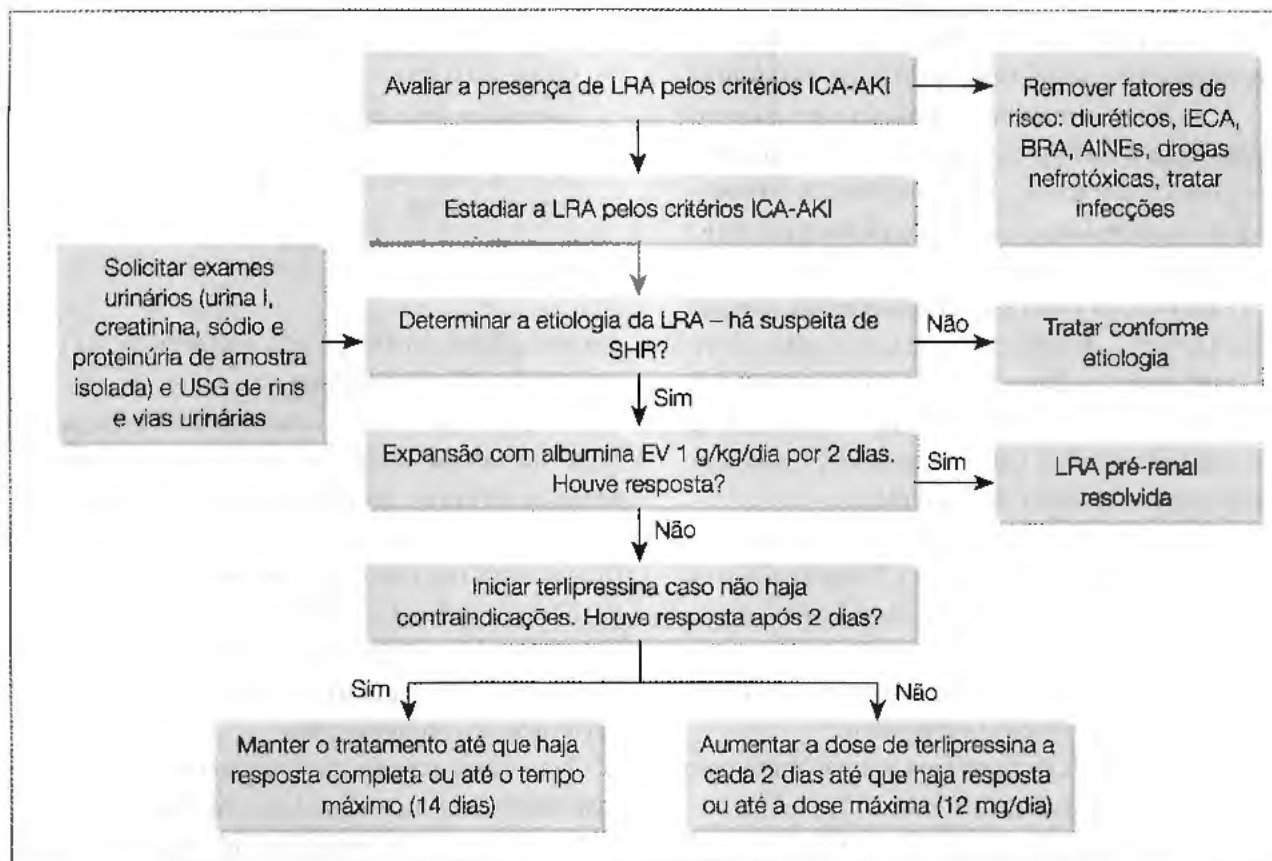 Avaliar a presença de LRA pelos critérios ICA-AKI
Remover fatores de
risco: diuréticos, iECA,
BRA, AINEs, drogas
nefrotóxicas, tratar
infecções
Estadiar a LRA pelos critérios ICA-AKI
Solicitar exames
urinários (urina I,
creatinina, sódio e
proteinúria de amostra
isolada) e USG de rins
e vias urinárias
Determinar a etiologia da LRA – há suspeita de
SHR?
Não
Tratar conforme
etiologia
Sim
Expansão com albumina EV 1 g/kg/dia por 2 dias.
Houve resposta?
Sim
LRA pré-renal
resolvida
Não
Iniciar terlipressina caso não haja
contraindicações. Houve resposta após 2 dias?
Sim
Não
Manter o tratamento até que haja
resposta completa ou até o tempo
máximo (14 dias)
Aumentar a dose de terlipressina a
cada 2 dias até que haja resposta
ou até a dose máxima (12 mg/dia)